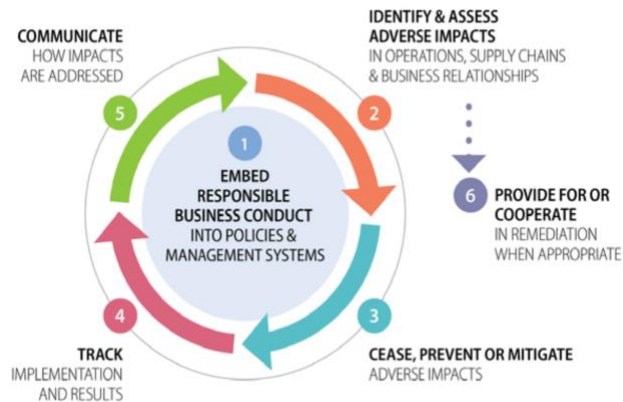 COMMUNICATE
HOW IMPACTS
ARE ADDRESSED
5
IDENTIFY & ASSESS
ADVERSE IMPACTS
IN OPERATIONS, SUPPLY CHAINS
& BUSINESS RELATIONSHIPS
2
1
EMBED
RESPONSIBLE
BUSINESS CONDUCT
INTO POLICIES &
MANAGEMENT SYSTEMS
6
PROVIDE FOR OR
COOPERATE
IN REMEDIATION
WHEN APPROPRIATE
4
TRACK
IMPLEMENTATION
AND RESULTS
3
CEASE, PREVENT OR MITIGATE
ADVERSE IMPACTS